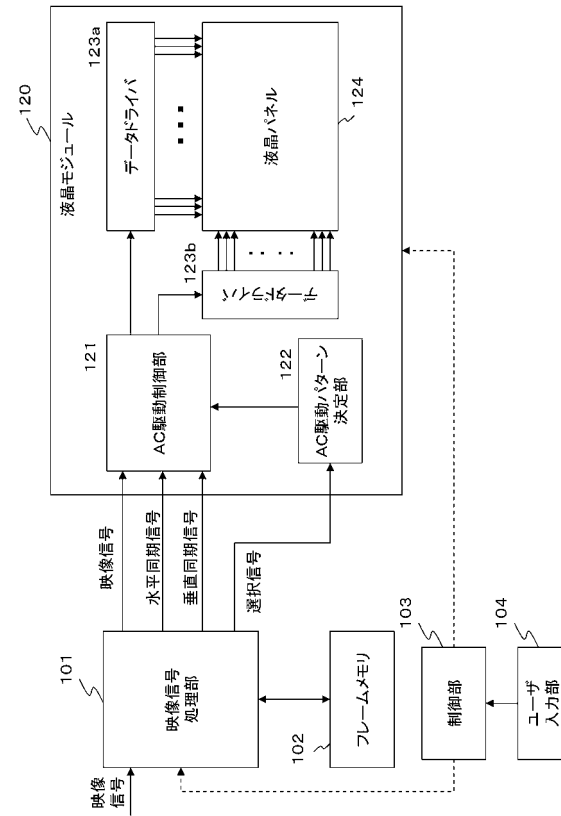 120
液晶モジュール
データドライバ
123a
液晶パネル
124
123b
データドライバ
121
AC駆動制御部
122
AC駆動パターン
決定部
映像信号
水平同期信号
垂直同期信号
選択信号
101
映像信号
処理部
映像
信号
102
フレームメモリ
103
制御部
104
ユーザ
入力部